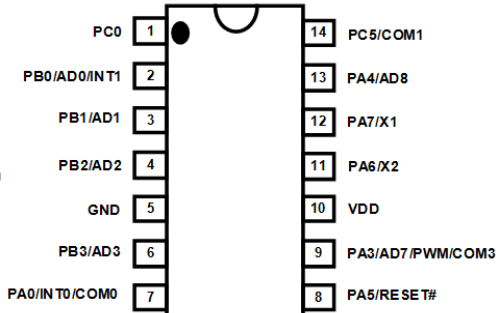 PC0 1 14 PC5/COM1
PB0/AD0/INT1 2 13 PA4/AD8
PB1/AD1 3 12 PA7/X1
PB2/AD2 4 11 PA6/X2
GND 5 10 VDD
PB3/AD3 6 9 PA3/AD7/PWM/COM3
PA0/INT0/COM0 7 8 PA5/RESET#